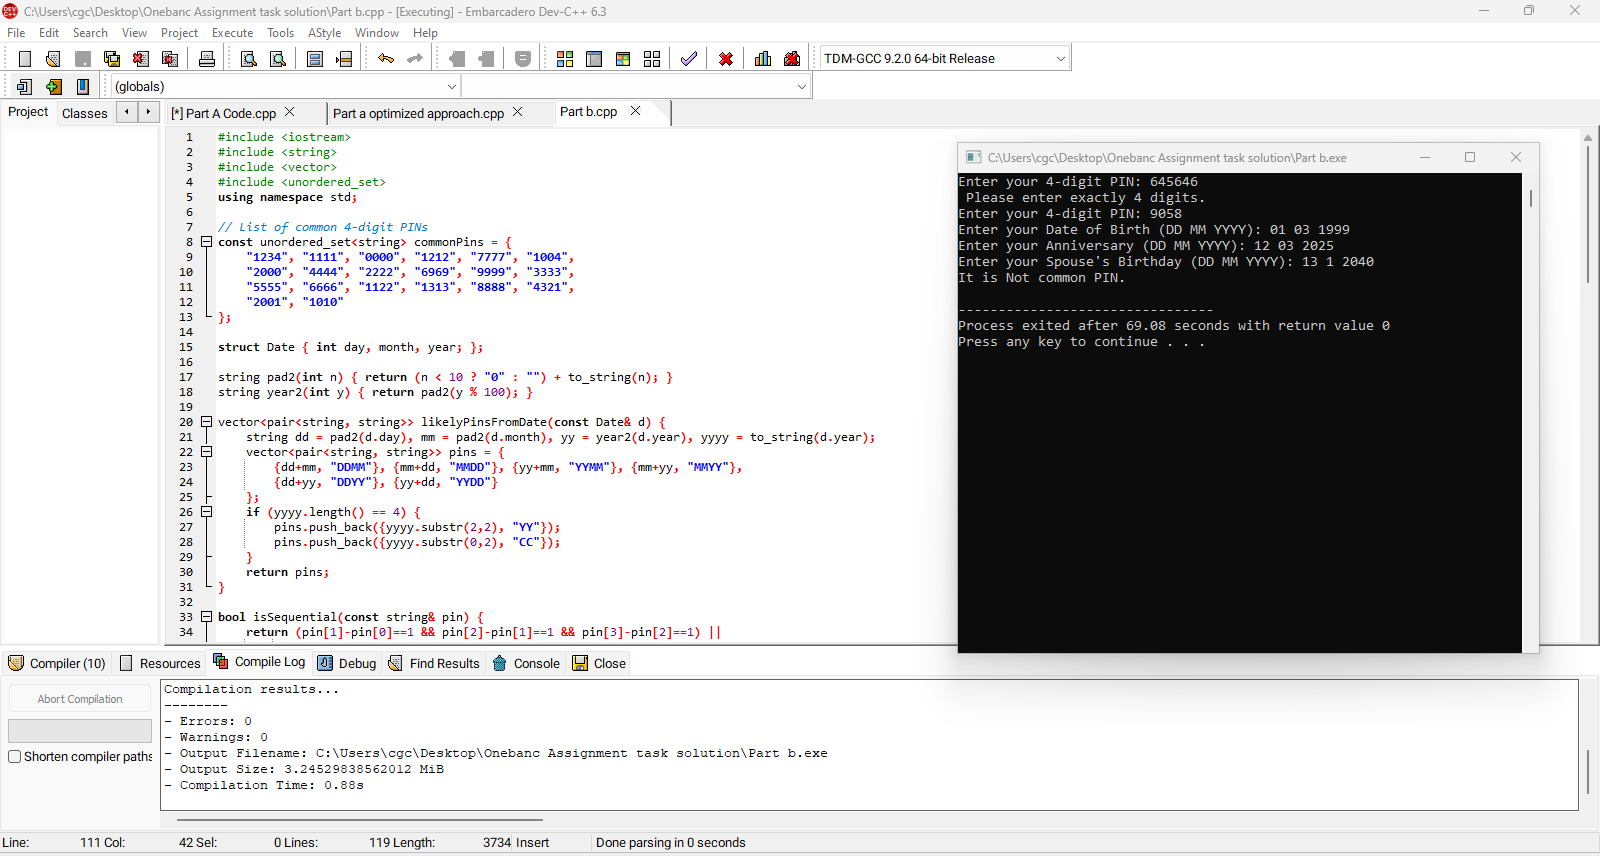 C:\Users\cgc\Desktop\Onebanc Assignment task solution\Part b.cpp - [Executing] - Embarcadero Dev-C++ 6.3
File Edit Search View Project Execute Tools AStyle Window Help
TDM-GCC 9.2.0 64-bit Release
(globals)
Project Classes
[*] Part A Code.cpp Part a optimized approach.cpp Part b.cpp
1 #include <iostream>
2 #include <string>
3 #include <vector>
4 #include <unordered_set>
5 using namespace std;
6
7 // List of common 4-digit PINs
8 const unordered_set<string> commonPins = {
9 "1234", "1111", "0000", "1212", "7777", "1004",
10 "2000", "4444", "2222", "6969", "9999", "3333",
11 "5555", "6666", "1122", "1313", "8888", "4321",
12 "2001", "1010"
13 };
14
15 struct Date { int day, month, year; };
16
17 string pad2(int n) { return (n < 10 ? "0" : "") + to_string(n); }
18 string year2(int y) { return pad2(y % 100); }
19
20 vector<pair<string, string>> likelyPinsFromDate(const Date& d) {
21 string dd = pad2(d.day), mm = pad2(d.month), yy = year2(d.year), yyyy = to_string(d.year);
22 vector<pair<string, string>> pins = {
23 {dd+mm, "DDMM"}, {mm+dd, "MMDD"}, {yy+mm, "YYMM"}, {mm+yy, "MMYY"},
24 {dd+yy, "DDYY"}, {yy+dd, "YYDD"}
25 };
26 if (yyyy.length() == 4) {
27 pins.push_back({yyyy.substr(2,2), "YY"});
28 pins.push_back({yyyy.substr(0,2), "CC"});
29 }
30 return pins;
31 }
32
33 bool isSequential(const string& pin) {
34 return (pin[1]-pin[0]==1 && pin[2]-pin[1]==1 && pin[3]-pin[2]==1) ||
C:\Users\cgc\Desktop\Onebanc Assignment task solution\Part b.exe
Enter your 4-digit PIN: 645646
Please enter exactly 4 digits.
Enter your 4-digit PIN: 9058
Enter your Date of Birth (DD MM YYYY): 01 03 1999
Enter your Anniversary (DD MM YYYY): 12 03 2025
Enter your Spouse's Birthday (DD MM YYYY): 13 1 2040
It is Not common PIN.
--------------------------------
Process exited after 69.08 seconds with return value 0
Press any key to continue . . .
Compiler (10) Resources Compile Log Debug Find Results Console Close
Abort Compilation
Shorten compiler paths
Compilation results...
--------
- Errors: 0
- Warnings: 0
- Output Filename: C:\Users\cgc\Desktop\Onebanc Assignment task solution\Part b.exe
- Output Size: 3.24529838562012 MiB
- Compilation Time: 0.88s
Line: 111 Col: 42 Sel: 0 Lines: 119 Length: 3734 Insert Done parsing in 0 seconds